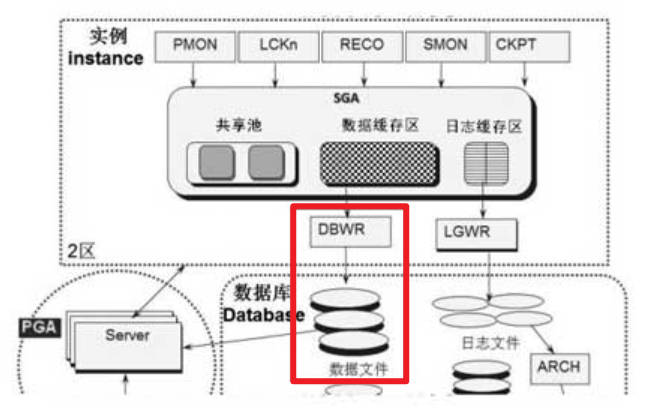 实例
instance
PMON
LCKn
RECO
SMON
CKPT
SGA
共享池
数据缓存区
日志缓存区
DBWR
LGWR
2区
数据库
Database
PGA
Server
数据文件
日志文件
ARCH